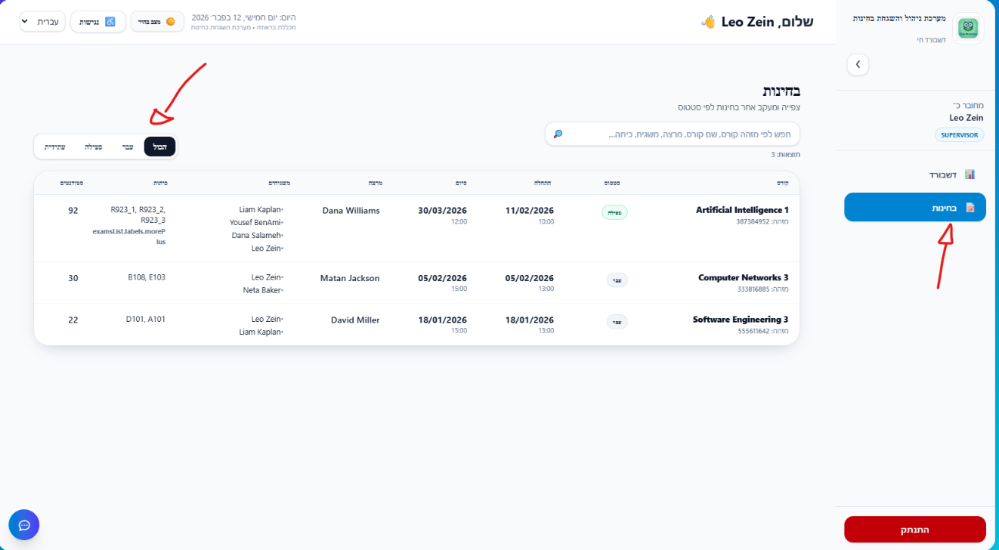 מערכת ניהול והשגחת בחינות
דשבורד חי
מחובר כ־
Leo Zein
SUPERVISOR
דשבורד
בחינות
התנתק
שלום, Leo Zein
היום: יום חמישי, 12 בפבר׳ 2026
מכללת בראודה • מערכת השגחת בחינות
מצב בהיר
נגישות
עברית
בחינות
צפייה ומעקב אחר בחינות לפי סטטוס
חפש לפי מזהה קורס, שם קורס, מרצה, משגיח, כיתה...
תוצאות: 3
הכול
עבר
פעילה
עתידית
קורס סטטוס התחלה סיום מרצה משגיחים כיתות סטודנטים
Artificial Intelligence 1 פעילה 11/02/2026 30/03/2026 Dana Williams •Liam Kaplan R923_1, R923_2, 92
מזהה: 387384952 10:00 12:00 •Yousef BenAmi R923_3
•Dana Salameh examsList.labels.moreP
•Leo Zein lus
Computer Networks 3 עבר 05/02/2026 05/02/2026 Matan Jackson •Leo Zein B108, E103 30
מזהה: 333816885 13:00 15:00 •Neta Baker
Software Engineering 3 עבר 18/01/2026 18/01/2026 David Miller •Leo Zein D101, A101 22
מזהה: 555611642 13:00 15:00 •Liam Kaplan